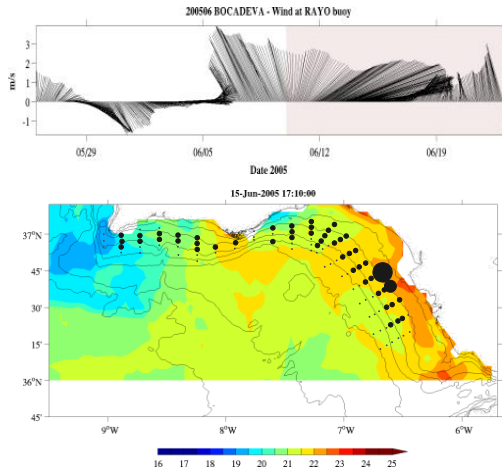 200506 BOCADEVA - Wind at RAYO buoy
3
2
1
0
-1
m/s
05/29 06/05 06/12 06/19
Date 2005
15-Jun-2005 17:10:00
37°N
45'
30'
15'
36°N
45'
9°W 8°W 7°W 6°W
16 17 18 19 20 21 22 23 24 25